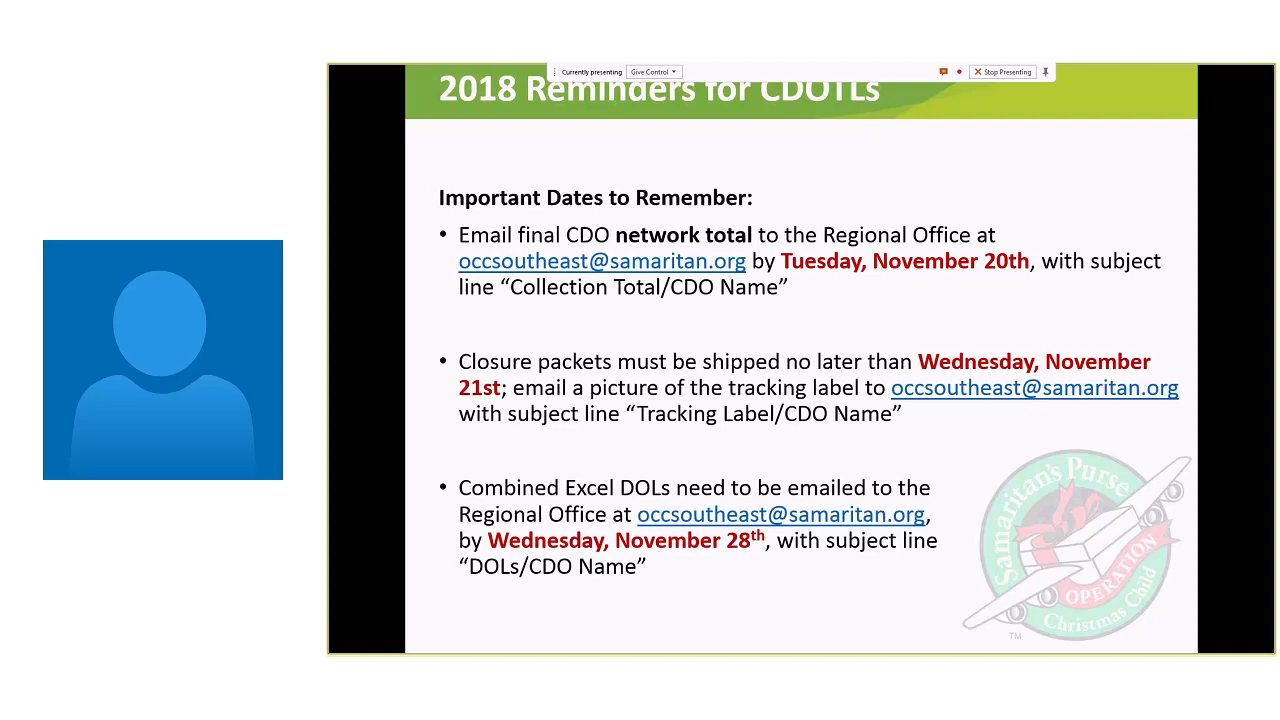 Currently presenting Give Control Stop Presenting
2018 Reminders for CDOTLs
Important Dates to Remember:
• Email final CDO network total to the Regional Office at
occsoutheast@samaritan.org by Tuesday, November 20th, with subject
line “Collection Total/CDO Name”
• Closure packets must be shipped no later than Wednesday, November
21st; email a picture of the tracking label to occsoutheast@samaritan.org
with subject line “Tracking Label/CDO Name”
• Combined Excel DOLs need to be emailed to the
Regional Office at occsoutheast@samaritan.org,
by Wednesday, November 28th, with subject line
“DOLs/CDO Name”
Samaritan's Purse
OPERATION
Christmas Child
TM